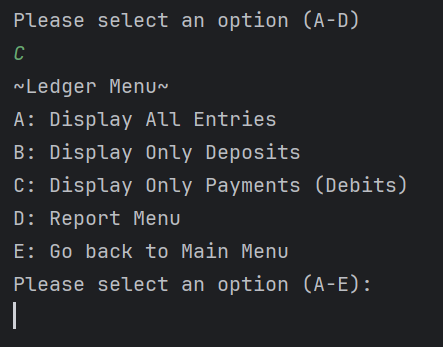 Please select an option (A-D)
C
~Ledger Menu~
A: Display All Entries
B: Display Only Deposits
C: Display Only Payments (Debits)
D: Report Menu
E: Go back to Main Menu
Please select an option (A-E):